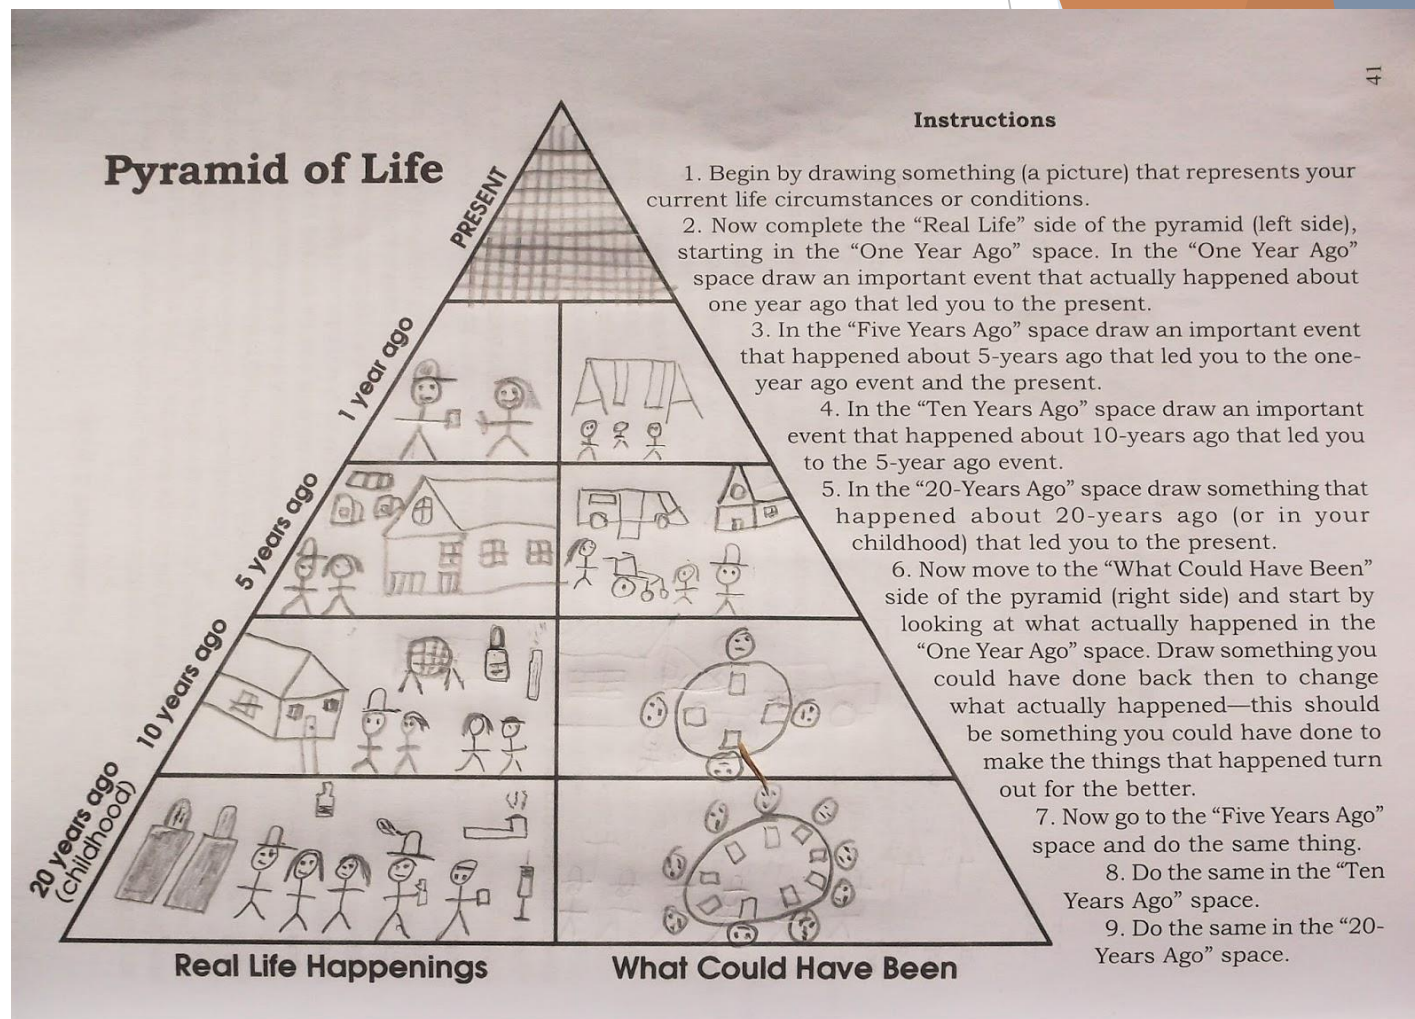 41
Pyramid of Life
Instructions
1. Begin by drawing something (a picture) that represents your
current life circumstances or conditions.
2. Now complete the “Real Life” side of the pyramid (left side),
starting in the “One Year Ago” space. In the “One Year Ago”
space draw an important event that actually happened about
one year ago that led you to the present.
3. In the “Five Years Ago” space draw an important event
that happened about 5-years ago that led you to the one-
year ago event and the present.
4. In the “Ten Years Ago” space draw an important
event that happened about 10-years ago that led you
to the 5-year ago event.
5. In the “20-Years Ago” space draw something that
happened about 20-years ago (or in your
childhood) that led you to the present.
6. Now move to the “What Could Have Been”
side of the pyramid (right side) and start by
looking at what actually happened in the
“One Year Ago” space. Draw something you
could have done back then to change
what actually happened—this should
be something you could have done to
make the things that happened turn
out for the better.
7. Now go to the “Five Years Ago”
space and do the same thing.
8. Do the same in the “Ten
Years Ago” space.
9. Do the same in the “20-
Years Ago” space.
PRESENT
1 year ago
5 years ago
10 years ago
20 years ago
(childhood)
Real Life Happenings
What Could Have Been